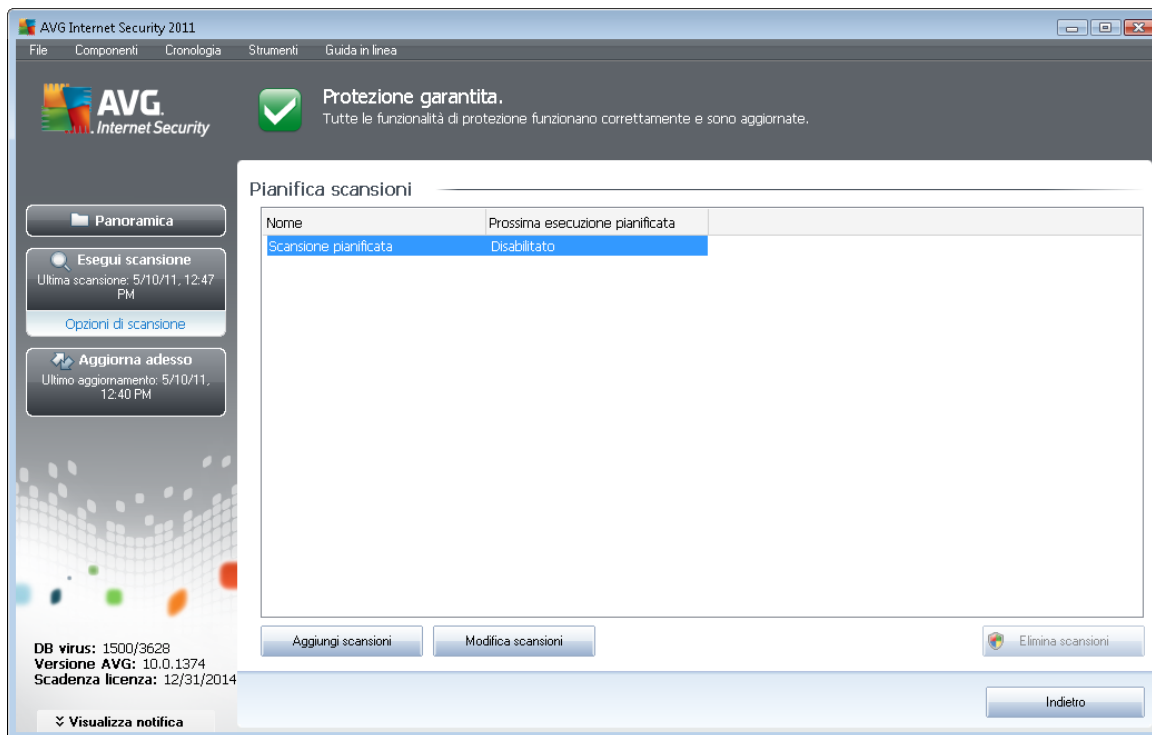 AVG Internet Security 2011
File Componenti Cronologia Strumenti Guida in linea
AVG.
Internet Security
Protezione garantita.
Tutte le funzionalità di protezione funzionano correttamente e sono aggiornate.
Panoramica
Esegui scansione
Ultima scansione: 5/10/11, 12:47
PM
Opzioni di scansione
Aggiorna adesso
Ultimo aggiornamento: 5/10/11,
12:40 PM
DB virus: 1500/3628
Versione AVG: 10.0.1374
Scadenza licenza: 12/31/2014
Visualizza notifica
Pianifica scansioni
Nome Prossima esecuzione pianificata
Scansione pianificata Disabilitato
Aggiungi scansioni Modifica scansioni Elimina scansioni
Indietro